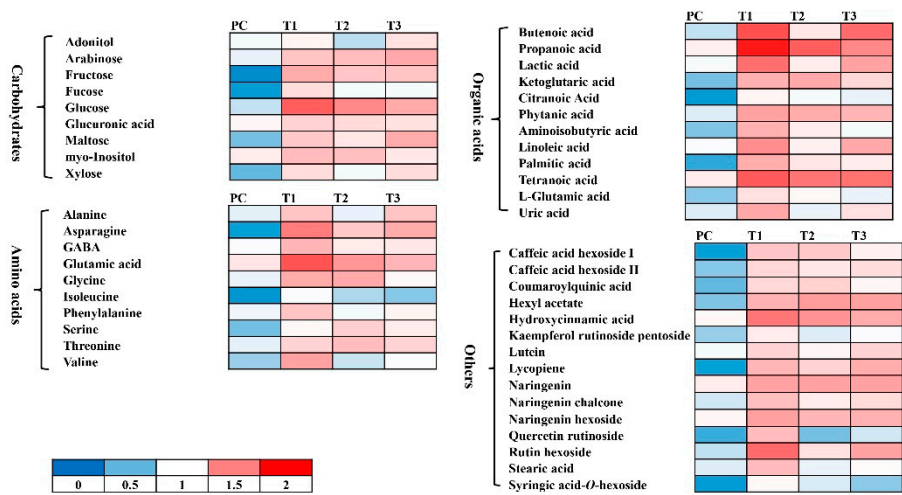 PC T1 T2 T3
Carbohydrates
Adonitol
Arabinose
Fructose
Fucose
Glucose
Glucuronic acid
Maltose
myo-Inositol
Xylose
PC T1 T2 T3
Amino acids
Alanine
Asparagine
GABA
Glutamic acid
Glycine
Isoleucine
Phenylalanine
Serine
Threonine
Valine
0 0.5 1 1.5 2
PC T1 T2 T3
Organic acids
Butenoic acid
Propanoic acid
Lactic acid
Ketoglutaric acid
Citranoic Acid
Phytanic acid
Aminoisobutyric acid
Linoleic acid
Palmitic acid
Tetranoic acid
L-Glutamic acid
Uric acid
PC T1 T2 T3
Others
Caffeic acid hexoside I
Caffeic acid hexoside II
Coumaroylquinic acid
Hexyl acetate
Hydroxycinnamic acid
Kaempferol rutinoside pentoside
Lutein
Lycopiene
Naringenin
Naringenin chalcone
Naringenin hexoside
Quercetin rutinoside
Rutin hexoside
Stearic acid
Syringic acid-O-hexoside